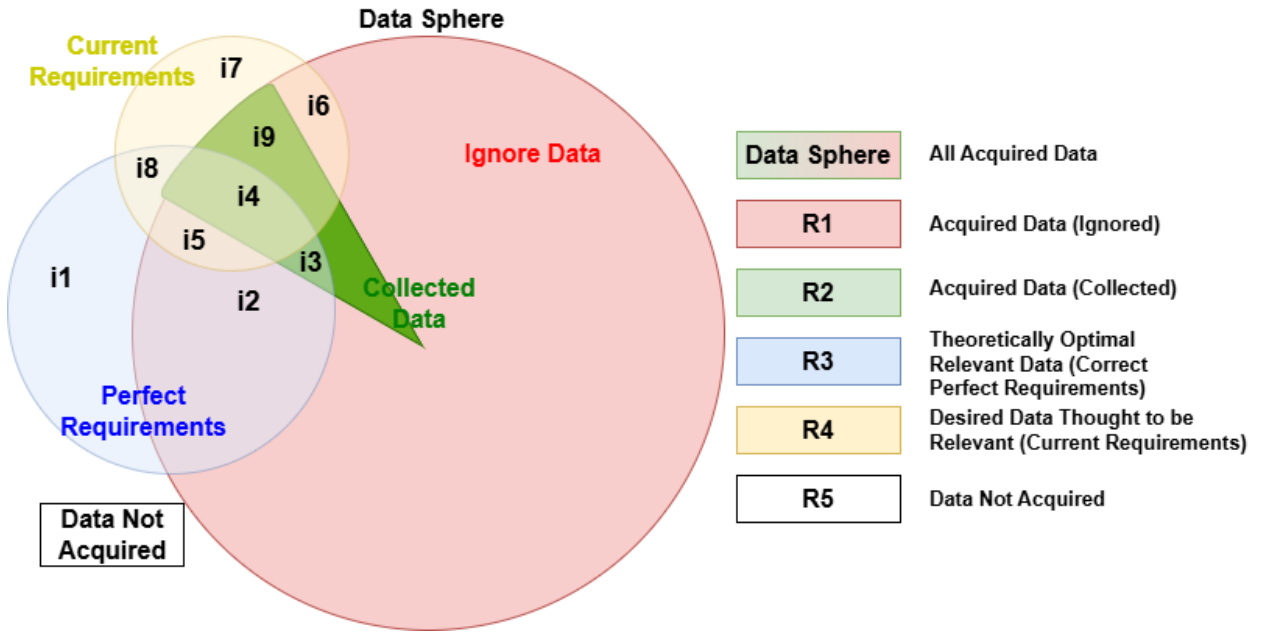 Data Sphere
Current
Requirements
i7
i6
i9
Ignore Data
i8
i4
i5
i3
i1
i2
Collected
Data
Perfect
Requirements
Data Not
Acquired
Data Sphere
All Acquired Data
R1
Acquired Data (Ignored)
R2
Acquired Data (Collected)
R3
Theoretically Optimal
Relevant Data (Correct
Perfect Requirements)
R4
Desired Data Thought to be
Relevant (Current Requirements)
R5
Data Not Acquired